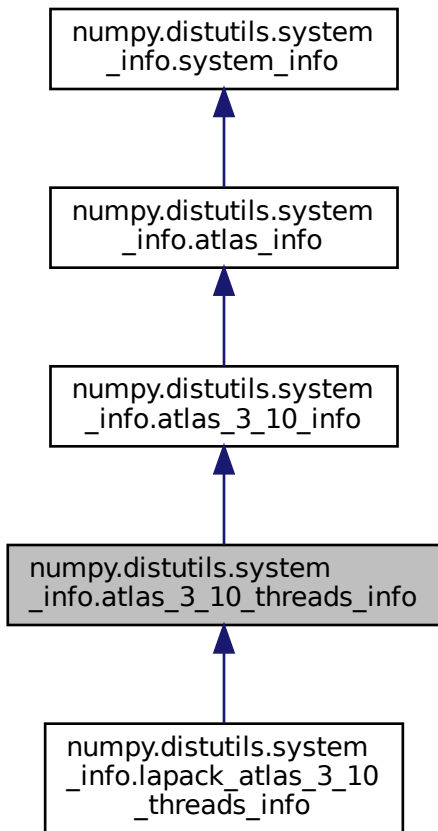 numpy.distutils.system
_info.system_info
numpy.distutils.system
_info.atlas_info
numpy.distutils.system
_info.atlas_3_10_info
numpy.distutils.system
_info.atlas_3_10_threads_info
numpy.distutils.system
_info.lapack_atlas_3_10
_threads_info